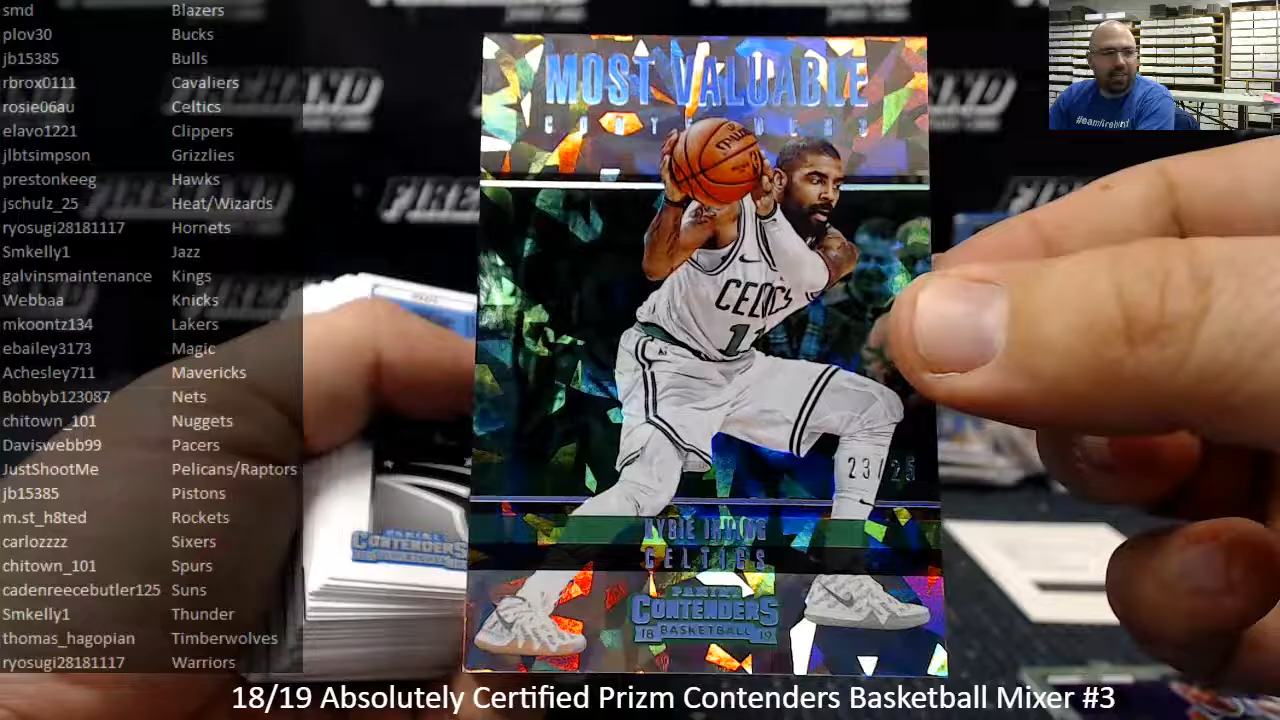 smd Blazers
plov30 Bucks
jb15385 Bulls
rbrox0111 Cavaliers
rosie06au Celtics
elavo1221 Clippers
jlbtsimpson Grizzlies
prestonkeeg Hawks
jschulz_25 Heat/Wizards
ryosugi28181117 Hornets
Smkelly1 Jazz
galvinsmaintenance Kings
Webbaa Knicks
mkoontz134 Lakers
ebailey3173 Magic
Achesley711 Mavericks
Bobbyb123087 Nets
chitown_101 Nuggets
Daviswebb99 Pacers
JustShootMe Pelicans/Raptors
jb15385 Pistons
m.st_h8ted Rockets
carlozzzz Sixers
chitown_101 Spurs
cadenreecebutler125 Suns
Smkelly1 Thunder
thomas_hagopian Timberwolves
ryosugi28181117 Warriors
MOST VALUABLE
CONTENDERS
CELTICS
11
23/25
KYRIE IRVING
CELTICS
PANINI
CONTENDERS
18 BASKETBALL 19
PANINI
CONTENDERS
#teamfirehand
18/19 Absolutely Certified Prizm Contenders Basketball Mixer #3